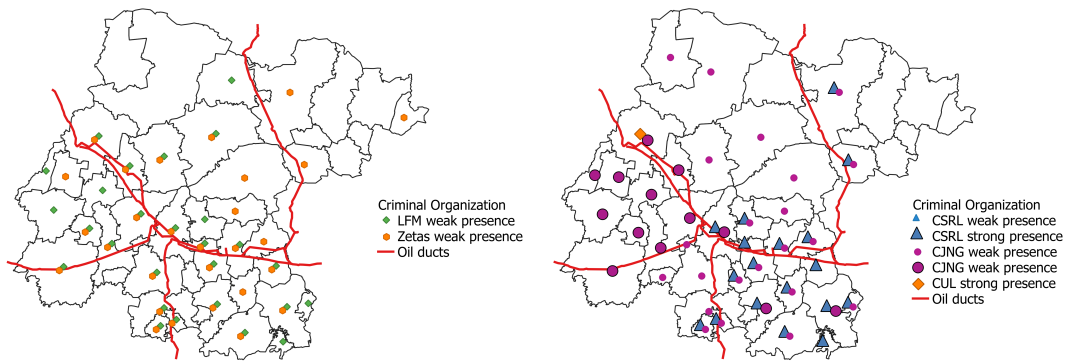 Criminal Organization
LFM weak presence
Zetas weak presence
Oil ducts
Criminal Organization
CSRL weak presence
CSRL strong presence
CJNG weak presence
CJNG weak presence
CUL strong presence
Oil ducts